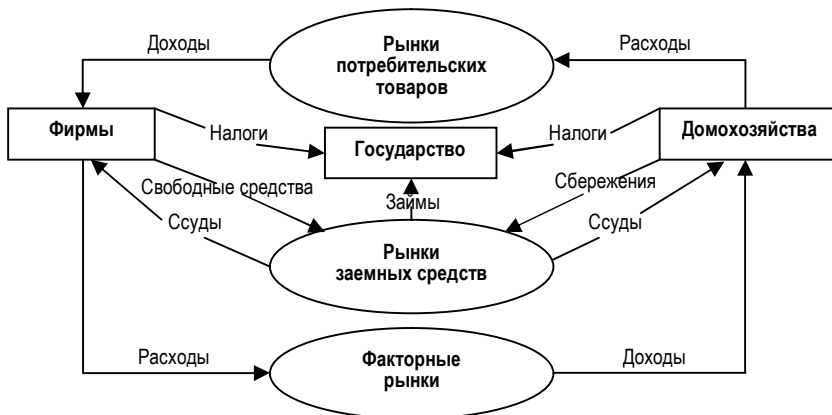 Доходы
Рынки
потребительских
товаров
Расходы
Фирмы
Налоги
Государство
Налоги
Домохозяйства
Свободные средства
Займы
Сбережения
Ссуды
Ссуды
Рынки
заемных средств
Расходы
Факторные
рынки
Доходы